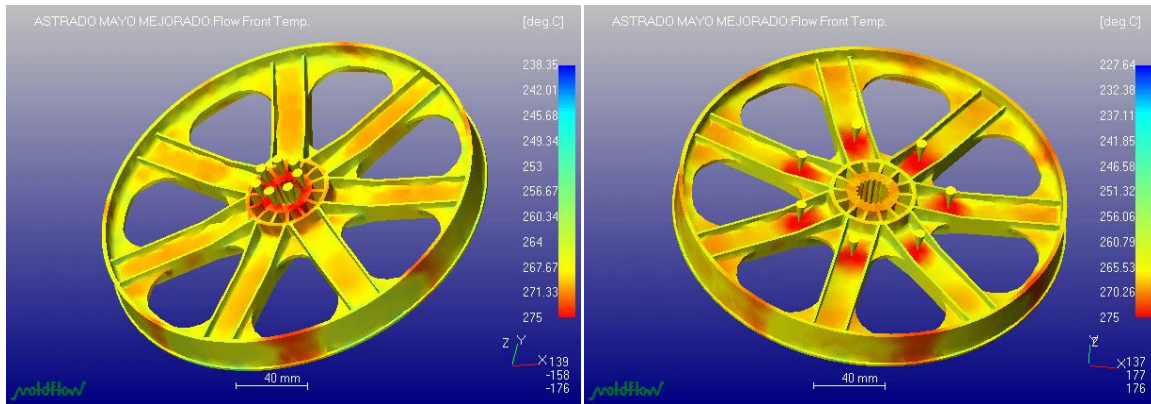 ASTRADO MAYO MEJORADO:Flow Front Temp.
[deg.C]
238.35
242.01
245.68
249.34
253
256.67
260.34
264
267.67
271.33
275
Z
Y
X
139
-158
-176
40 mm
moldflow
ASTRADO MAYO MEJORADO:Flow Front Temp.
[deg.C]
227.64
232.38
237.11
241.85
246.58
251.32
256.06
260.79
265.53
270.26
275
X
137
177
176
40 mm
moldflow